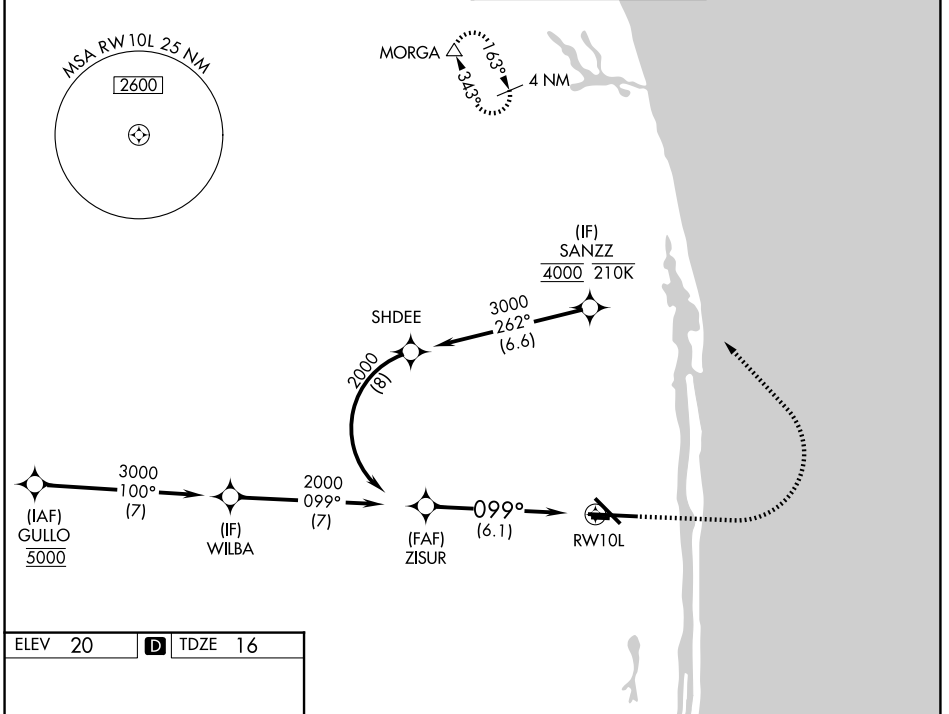 MSA RW10L 25 NM
2600
MORGA
163°
343°
4 NM
(IF)
SANZZ
4000 210K
3000
262°
(6.6)
SHDEE
2000
(8)
3000
100°
(7)
2000
099°
(7)
099°
(6.1)
(IAF)
GULLO
5000
(IF)
WILBA
(FAF)
ZISUR
RW10L
ELEV 20 D TDZE 16